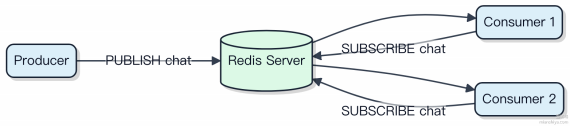 Producer
PUBLISH chat
Redis Server
SUBSCRIBE chat
Consumer 1
SUBSCRIBE chat
Consumer 2